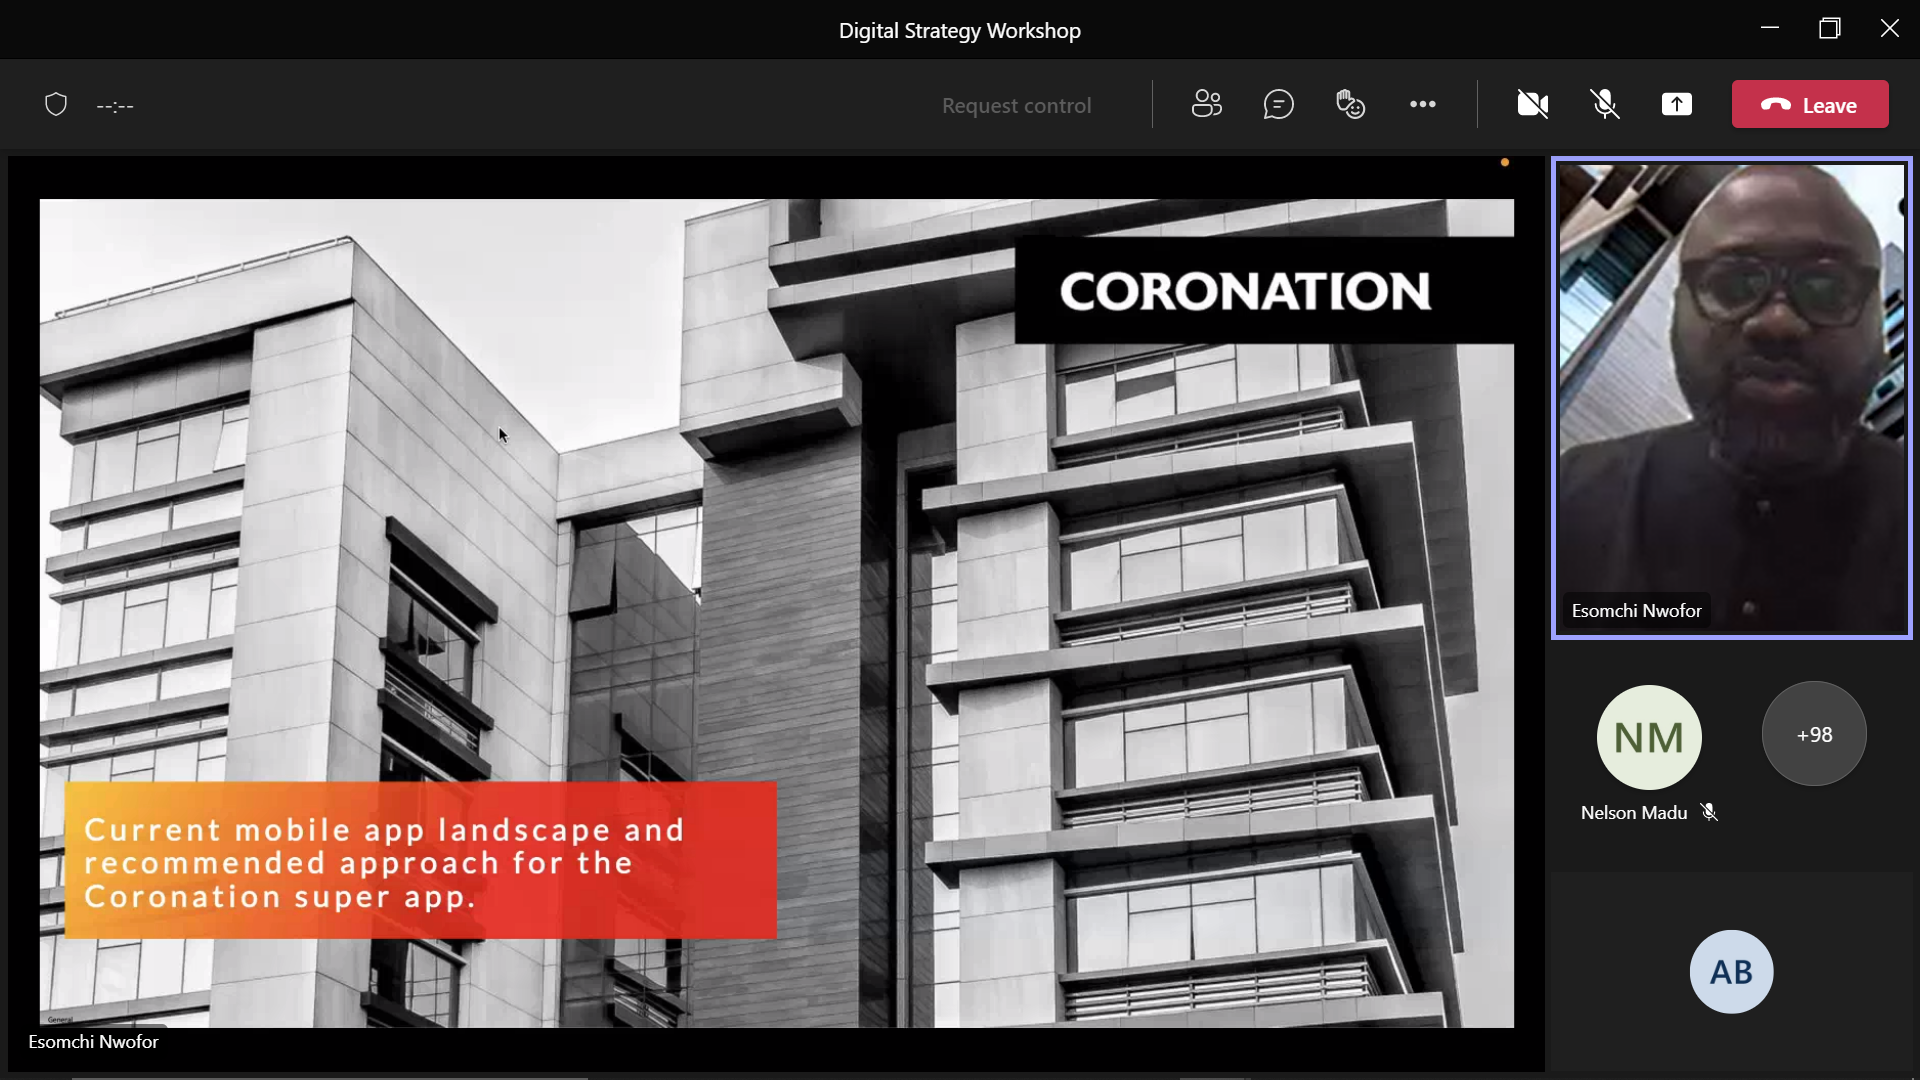 Digital Strategy Workshop
--:--
Request control
Leave
CORONATION
Current mobile app landscape and
recommended approach for the
Coronation super app.
General
Esomchi Nwofor
Esomchi Nwofor
NM
+98
Nelson Madu
AB